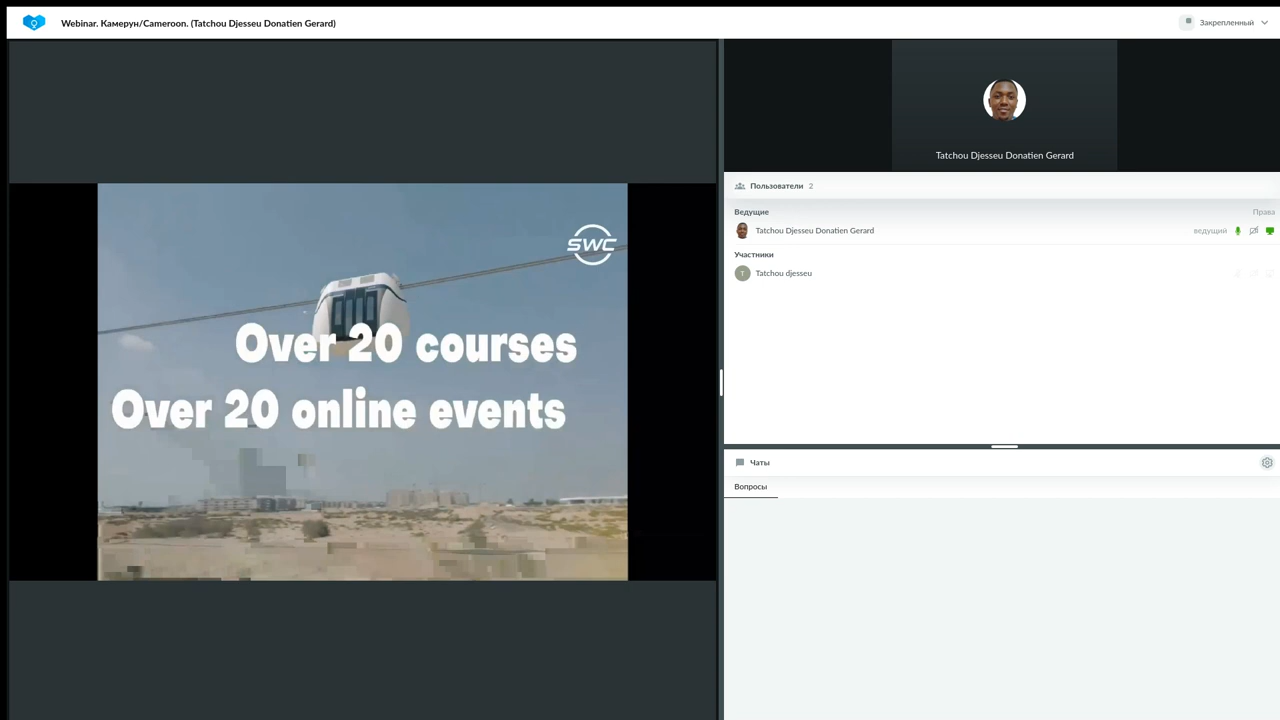 Webinar. Камерун/Cameroon. (Tatchou Djesseu Donatien Gerard)
Закрепленный
SWC
Over 20 courses
Over 20 online events
Tatchou Djesseu Donatien Gerard
Пользователи 2
Ведущие Права
Tatchou Djesseu Donatien Gerard ведущий
Участники
T Tatchou djesseu
Чаты
Вопросы